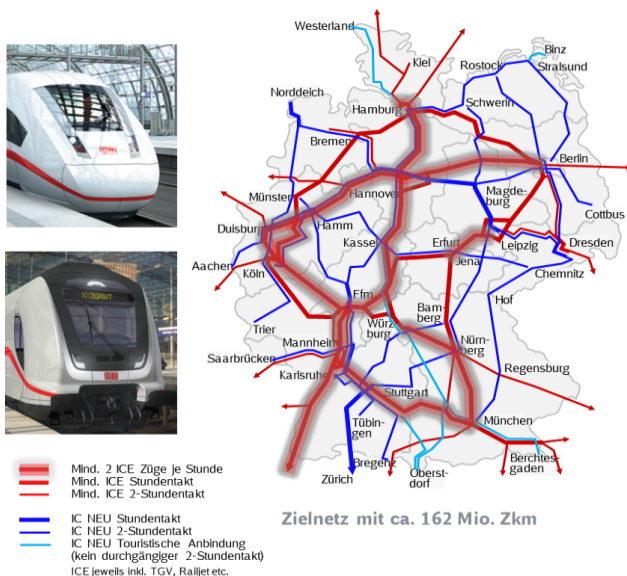 Westerland
Binz
Kiel
Rostock
Stralsund
Norddeich
Hamburg
Schwerin
Bremen
Berlin
Hannover
Magde-
burg
Münster
Hamm
Cottbus
Duisburg
Kassel
Erfurt
Leipzig
Dresden
Aachen
Köln
Jena
Chemnitz
Ffm
Bam-
berg
Hof
Trier
Würz
burg
Mannheim
Nürn-
berg
Saarbrücken
Regensburg
Karlsruhe
Stuttgart
München
Tübin-
gen
Bregenz
Oberst-
dorf
Berchtes-
gaden
Zürich
DB
Mind. 2 ICE Züge je Stunde
Mind. ICE Stundentakt
Mind. ICE 2-Stundentakt
IC NEU Stundentakt
IC NEU 2-Stundentakt
IC NEU Touristische Anbindung
(kein durchgängiger 2-Stundentakt)
ICE jeweils inkl. TGV, Railjet etc.
Zielnetz mit ca. 162 Mio. Zkm